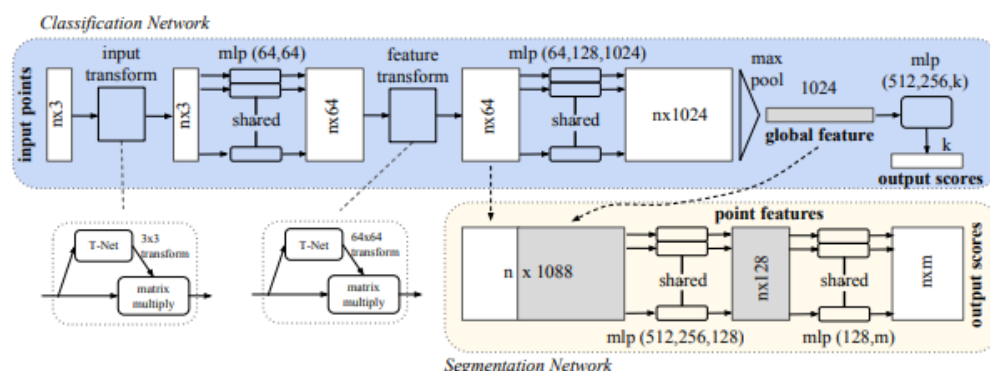 Classification Network
input points
nx3
input
transform
nx3
mlp (64,64)
shared
nx64
feature
transform
nx64
mlp (64,128,1024)
shared
nx1024
max
pool
1024
global feature
mlp
(512,256,k)
k
output scores
T-Net
3x3
transform
matrix
multiply
T-Net
64x64
transform
matrix
multiply
point features
n x 1088
shared
mlp (512,256,128)
nx128
shared
mlp (128,m)
nxm
output scores
Segmentation Network